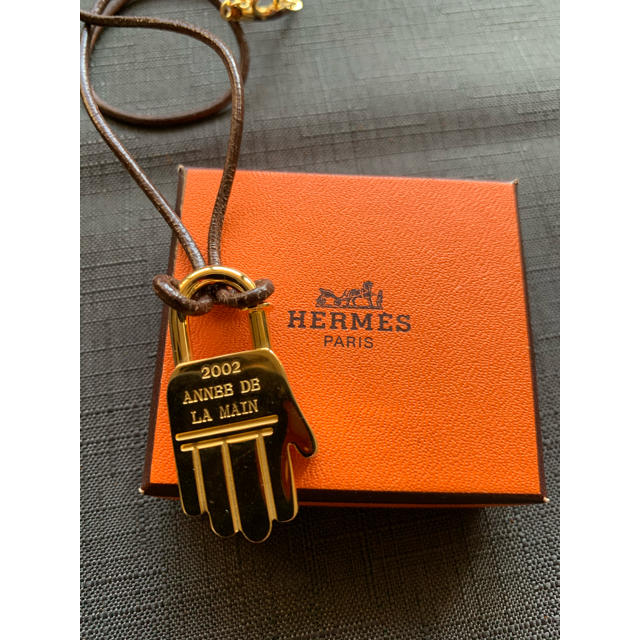 HERMÈS
PARIS
2002
ANNEE DE
LA MAIN